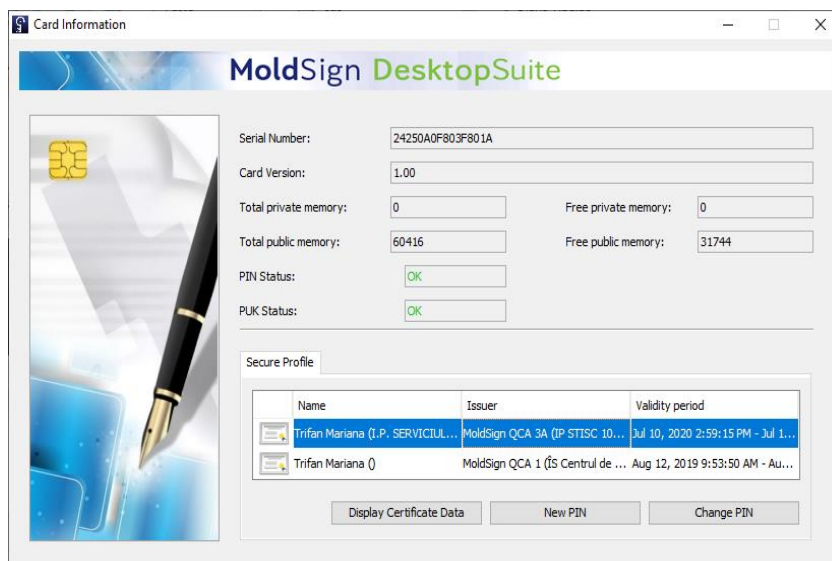 Card Information
MoldSign DesktopSuite
Serial Number: 24250A0F803F801A
Card Version: 1.00
Total private memory: 0 Free private memory: 0
Total public memory: 60416 Free public memory: 31744
PIN Status: OK
PUK Status: OK
Secure Profile
Name Issuer Validity period
Trifan Mariana (I.P. SERVICIUL... MoldSign QCA 3A (IP STISC 10... Jul 10, 2020 2:59:15 PM - Jul 1...
Trifan Mariana () MoldSign QCA 1 (ÎS Centrul de ... Aug 12, 2019 9:53:50 AM - Au...
Display Certificate Data New PIN Change PIN